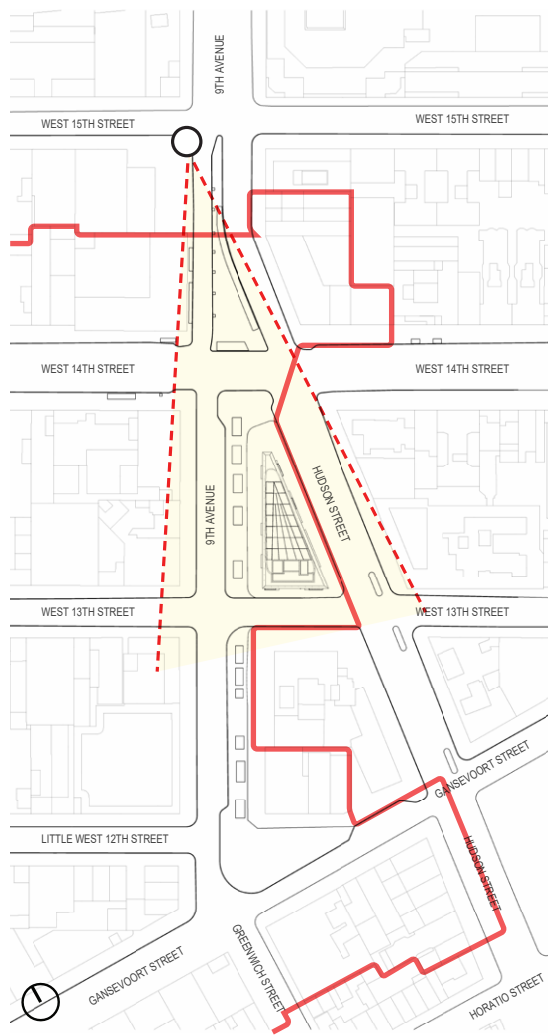 9TH AVENUE
WEST 15TH STREET
WEST 15TH STREET
WEST 14TH STREET
WEST 14TH STREET
HUDSON STREET
9TH AVENUE
WEST 13TH STREET
WEST 13TH STREET
GANSEVOORT STREET
LITTLE WEST 12TH STREET
HUDSON STREET
GANSEVOORT STREET
GREENWICH STREET
HORATIO STREET